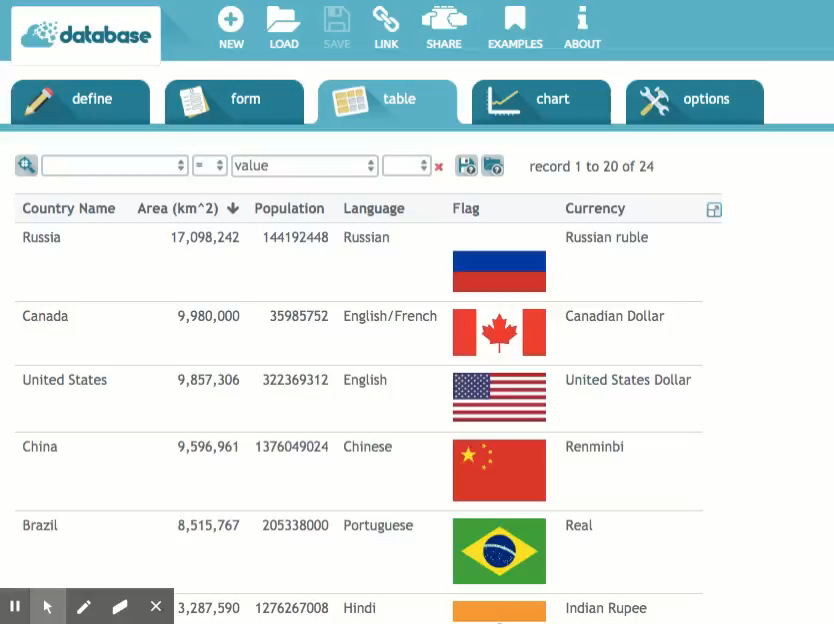 database
NEW LOAD SAVE LINK SHARE EXAMPLES ABOUT
define form table chart options
= value record 1 to 20 of 24
Country Name Area (km^2) Population Language Flag Currency
Russia 17,098,242 144192448 Russian Russian ruble
Canada 9,980,000 35985752 English/French Canadian Dollar
United States 9,857,306 322369312 English United States Dollar
China 9,596,961 1376049024 Chinese Renminbi
Brazil 8,515,767 205338000 Portuguese Real
3,287,590 1276267008 Hindi Indian Rupee